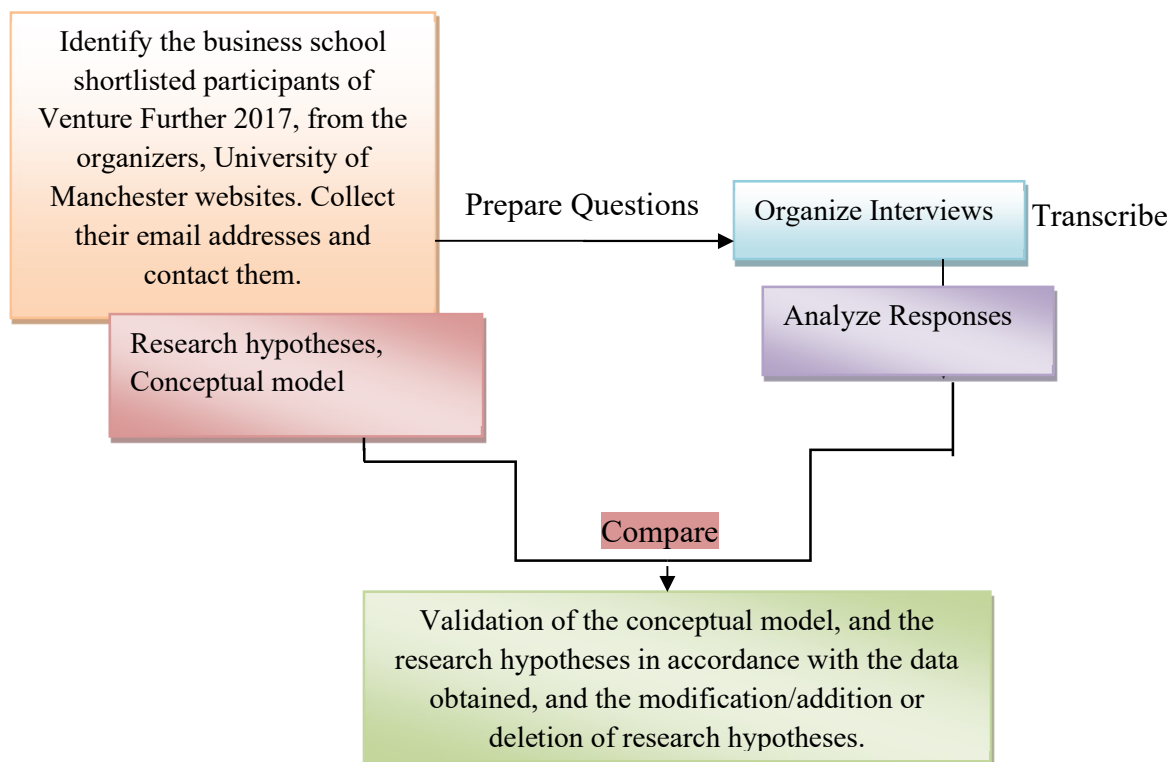 Identify the business school
shortlisted participants of
Venture Further 2017, from the
organizers, University of
Manchester websites. Collect
their email addresses and
contact them.
Prepare Questions
Organize Interviews
Transcribe
Research hypotheses,
Conceptual model
Analyze Responses
Compare
Validation of the conceptual model, and the
research hypotheses in accordance with the data
obtained, and the modification/addition or
deletion of research hypotheses.